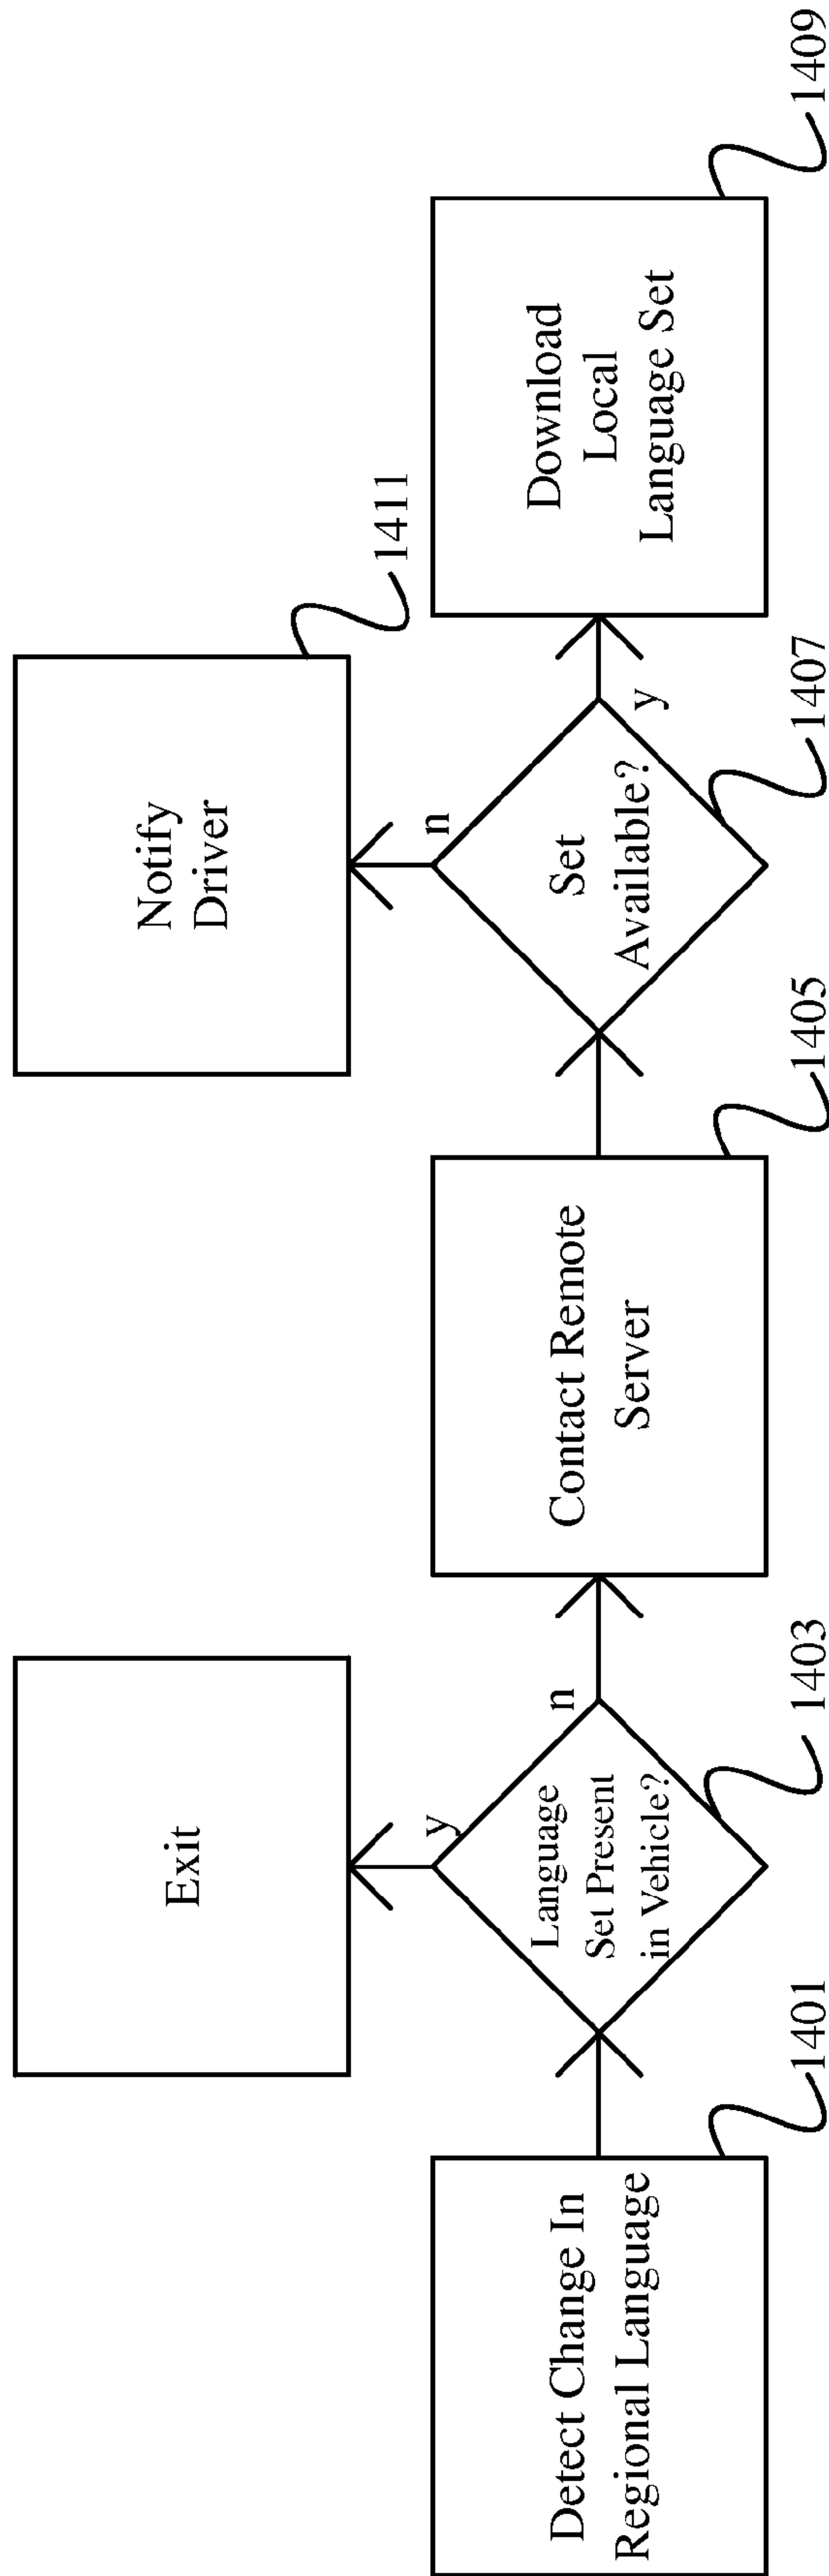 Detect Change In
Regional Language
1401
Language
Set Present
in Vehicle?
1403
y
Exit
n
Contact Remote
Server
1405
Set
Available?
1407
n
Notify
Driver
1411
y
Download
Local
Language Set
1409